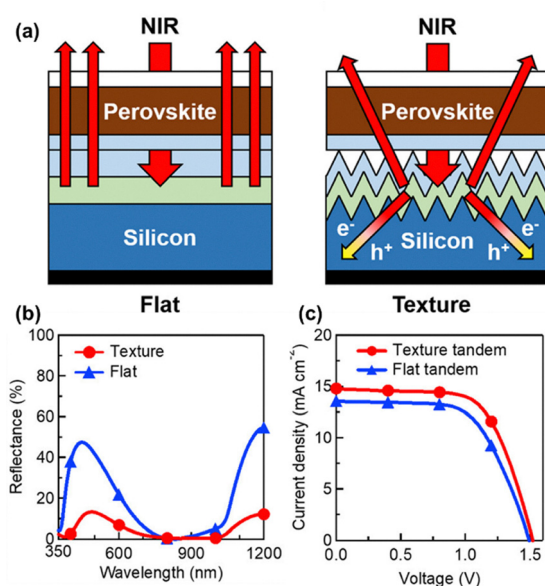 (a)
NIR
NIR
Perovskite
Perovskite
Silicon
e-
h+
Silicon
e-
h+
Flat
Texture
(b)
100
80
60
40
20
0
Reflectance (%)
Texture
Flat
350
600
900
1200
Wavelength (nm)
(c)
20
15
10
5
0
Current density (mA cm-2)
Texture tandem
Flat tandem
0.0
0.5
1.0
1.5
Voltage (V)